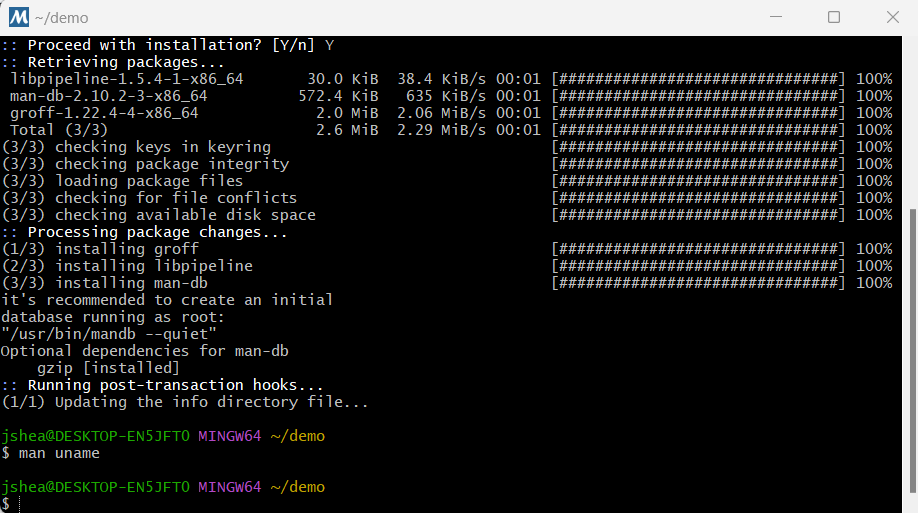 ~/demo
:: Proceed with installation? [Y/n] Y
:: Retrieving packages...
 libpipeline-1.5.4-1-x86_64       30.0 KiB  38.4 KiB/s 00:01 [###############################] 100%
 man-db-2.10.2-3-x86_64          572.4 KiB   635 KiB/s 00:01 [###############################] 100%
 groff-1.22.4-4-x86_64             2.0 MiB  2.06 MiB/s 00:01 [###############################] 100%
 Total (3/3)                       2.6 MiB  2.29 MiB/s 00:01 [###############################] 100%
(3/3) checking keys in keyring                               [###############################] 100%
(3/3) checking package integrity                             [###############################] 100%
(3/3) loading package files                                  [###############################] 100%
(3/3) checking for file conflicts                            [###############################] 100%
(3/3) checking available disk space                          [###############################] 100%
:: Processing package changes...
(1/3) installing groff                                       [###############################] 100%
(2/3) installing libpipeline                                 [###############################] 100%
(3/3) installing man-db                                      [###############################] 100%
it's recommended to create an initial
database running as root:
"/usr/bin/mandb --quiet"
Optional dependencies for man-db
    gzip [installed]
:: Running post-transaction hooks...
(1/1) Updating the info directory file...
jshea@DESKTOP-EN5JFTO MINGW64 ~/demo
$ man uname
jshea@DESKTOP-EN5JFTO MINGW64 ~/demo
$